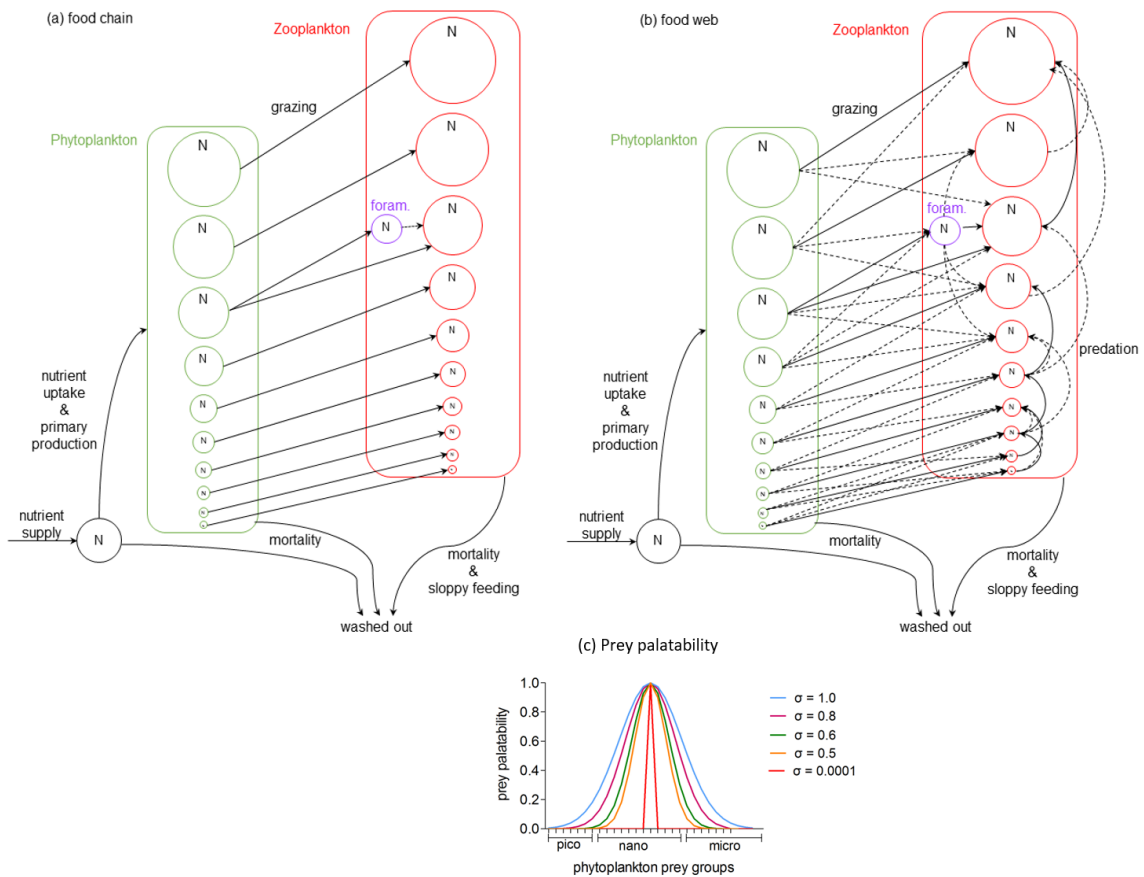 (a) food chain
Zooplankton
N
grazing
Phytoplankton
N
N
foram.
N
N
N
N
N
N
N
N
N
N
nutrient
uptake
&
primary
production
N
N
N
N
N
N
N
N
N
nutrient
supply
N
mortality
mortality
&
sloppy feeding
washed out
(b) food web
Zooplankton
N
grazing
Phytoplankton
N
N
foram.
N
N
N
N
N
N
predation
N
N
N
N
nutrient
uptake
&
primary
production
N
N
N
N
N
N
N
N
N
nutrient
supply
N
mortality
mortality
&
sloppy feeding
washed out
(c) Prey palatability
prey palatability
1.0
0.8
0.6
0.4
0.2
0.0
σ = 1.0
σ = 0.8
σ = 0.6
σ = 0.5
σ = 0.0001
pico nano micro
phytoplankton prey groups